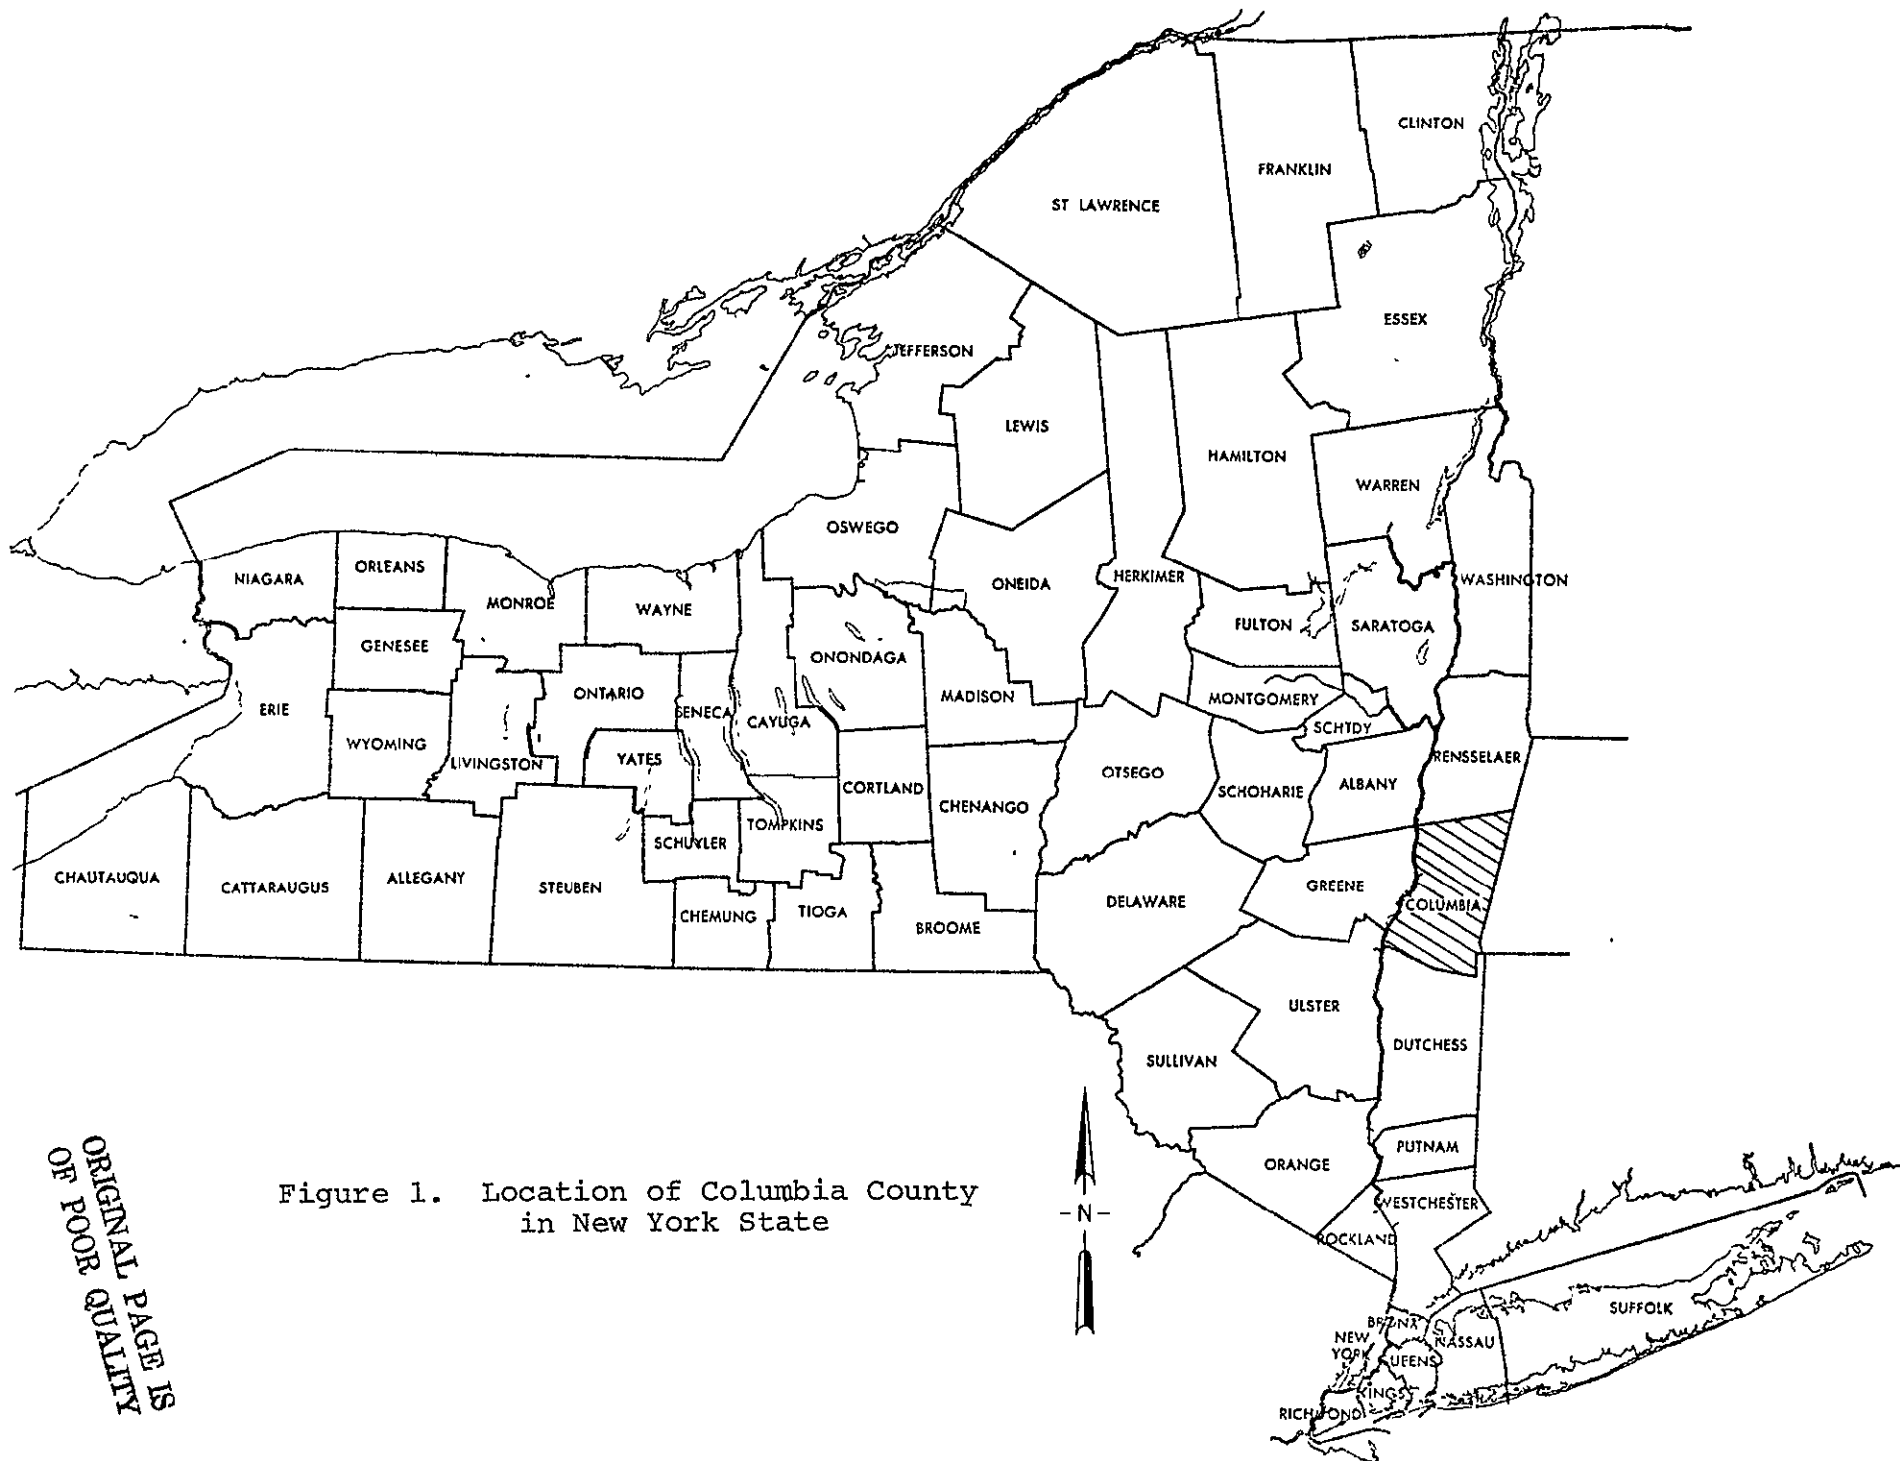 CLINTON
FRANKLIN
ST LAWRENCE
ESSEX
JEFFERSON
LEWIS
HAMILTON
WARREN
OSWEGO
NIAGARA
ORLEANS
MONROE
WAYNE
ONEIDA
HERKIMER
WASHINGTON
FULTON
SARATOGA
GENESEE
ONONDAGA
ONTARIO
MADISON
MONTGOMERY
ERIE
SENECA
CAYUGA
SCHTDY
WYOMING
LIVINGSTON
YATES
RENSSELAER
OTSEGO
ALBANY
SCHOHARIE
CORTLAND
CHENANGO
TOMPKINS
SCHUYLER
CHAUTAUQUA
CATTARAUGUS
ALLEGANY
STEUBEN
CHEMUNG
TIOGA
BROOME
DELAWARE
GREENE
COLUMBIA
ULSTER
SULLIVAN
DUTCHESS
PUTNAM
ORANGE
WESTCHESTER
ROCKLAND
-N-
SUFFOLK
BRONX
NEW
YORK
NASSAU
QUEENS
KINGS
RICHMOND
Figure 1. Location of Columbia County
in New York State
ORIGINAL PAGE IS
OF POOR QUALITY